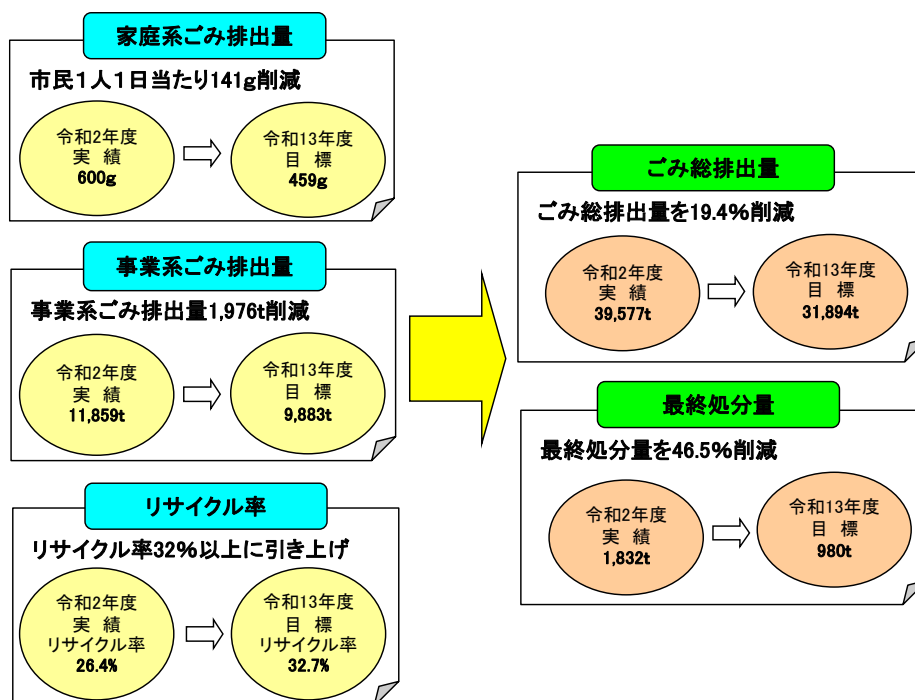 家庭系ごみ排出量
市民1人1日当たり141g削減
令和2年度
実 績
600g
令和13年度
目 標
459g
事業系ごみ排出量
事業系ごみ排出量1,976t削減
令和2年度
実 績
11,859t
令和13年度
目 標
9,883t
リサイクル率
リサイクル率32%以上に引き上げ
令和2年度
実 績
リサイクル率
26.4%
令和13年度
目 標
リサイクル率
32.7%
ごみ総排出量
ごみ総排出量を19.4%削減
令和2年度
実 績
39,577t
令和13年度
目 標
31,894t
最終処分量
最終処分量を46.5%削減
令和2年度
実 績
1,832t
令和13年度
目 標
980t